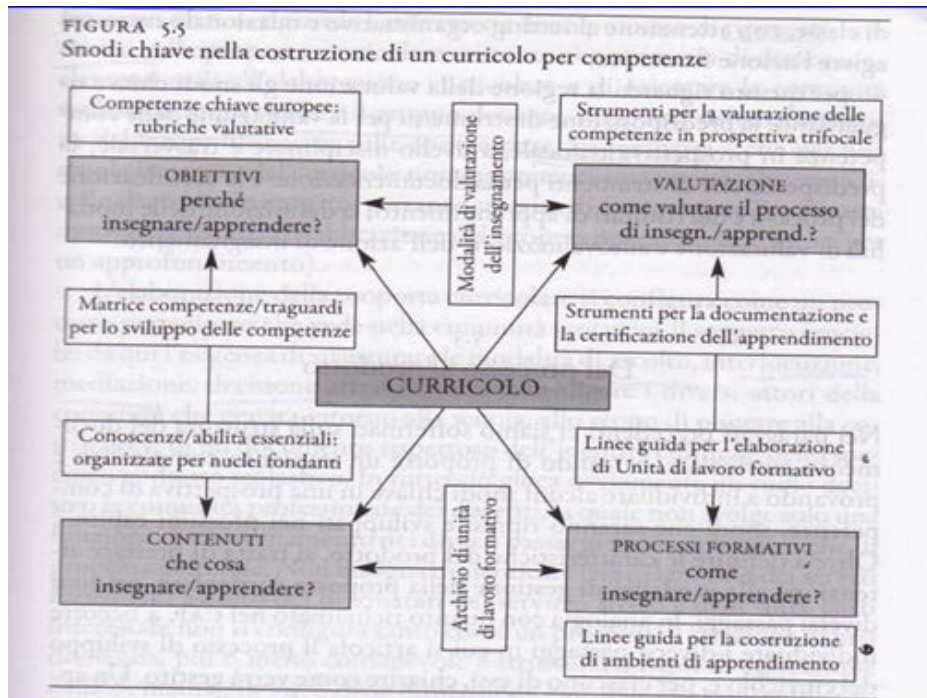 FIGURA 5.5
Snodi chiave nella costruzione di un curricolo per competenze
Competenze chiave europee:
rubriche valutative
Strumenti per la valutazione delle
competenze in prospettiva trifocale
OBIETTIVI
perché
insegnare/apprendere?
Modalità di valutazione
dell'insegnamento
VALUTAZIONE
come valutare il processo
di insegn./apprend.?
Matrice competenze/traguardi
per lo sviluppo delle competenze
Strumenti per la documentazione e
la certificazione dell'apprendimento
CURRICOLO
Conoscenze/abilità essenziali:
organizzate per nuclei fondanti
Linee guida per l'elaborazione
di Unità di lavoro formativo
CONTENUTI
che cosa
insegnare/apprendere?
Archivio di unità
di lavoro formativo
PROCESSI FORMATIVI
come
insegnare/apprendere?
Linee guida per la costruzione
di ambienti di apprendimento